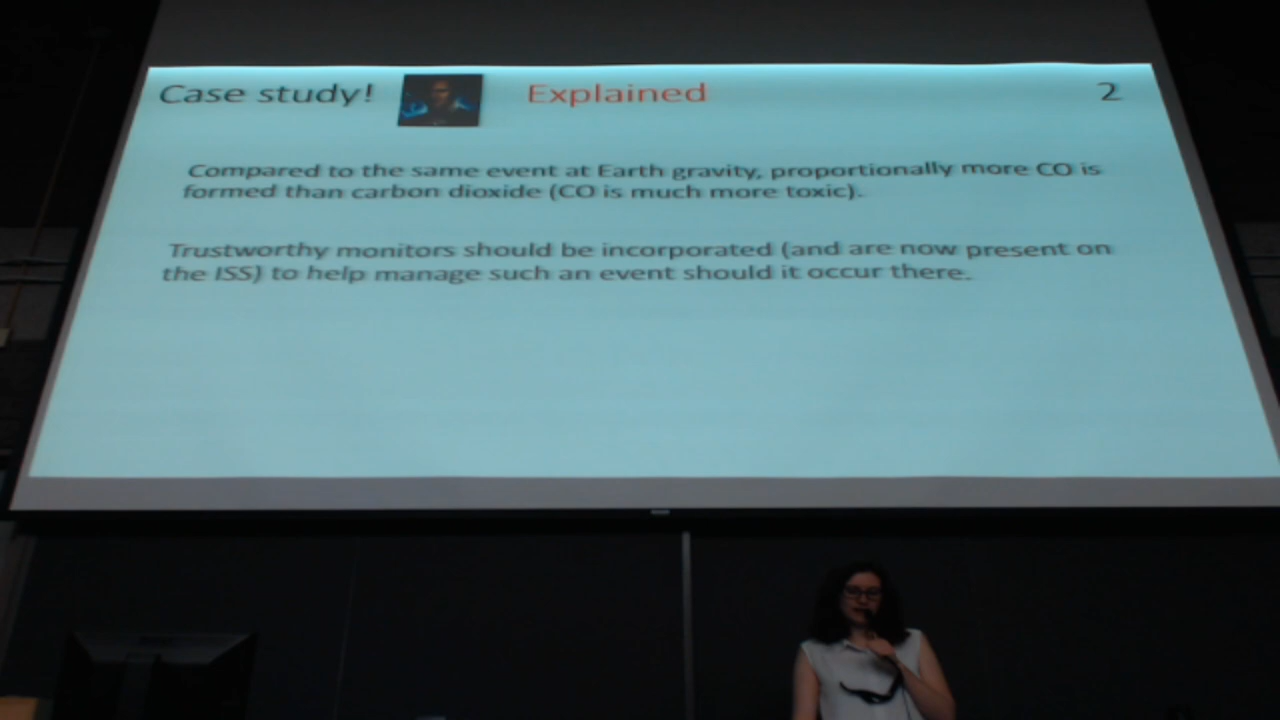 Case study! Explained 2
Compared to the same event at Earth gravity, proportionally more CO is
formed than carbon dioxide (CO is much more toxic).
Trustworthy monitors should be incorporated (and are now present on
the ISS) to help manage such an event should it occur there.